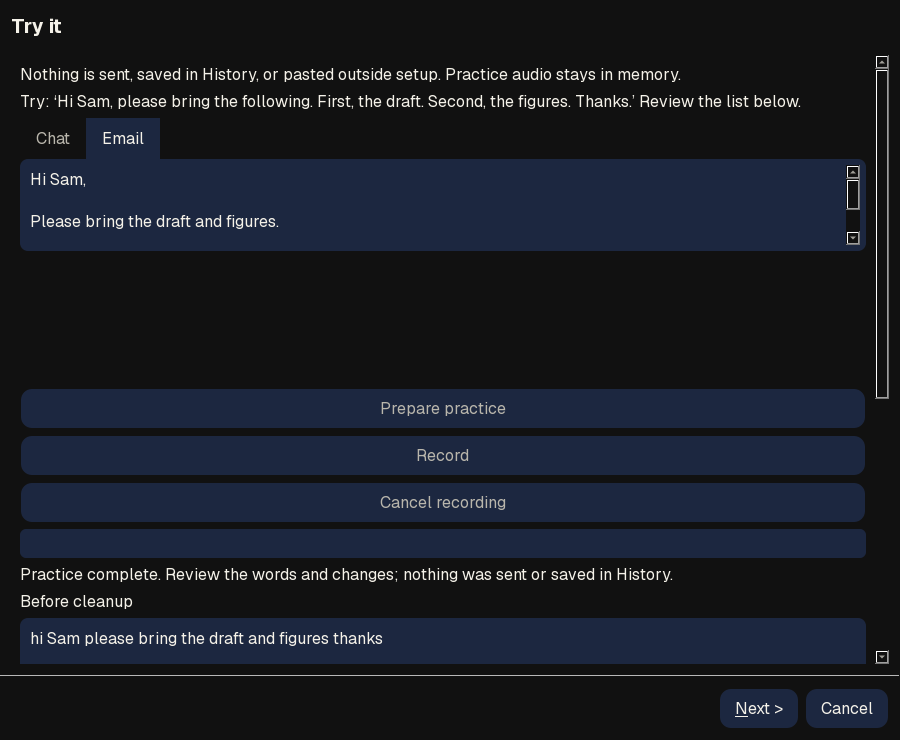 Try it
Nothing is sent, saved in History, or pasted outside setup. Practice audio stays in memory.
Try: ‘Hi Sam, please bring the following. First, the draft. Second, the figures. Thanks.’ Review the list below.
Chat
Email
Hi Sam,
Please bring the draft and figures.
Prepare practice
Record
Cancel recording
Practice complete. Review the words and changes; nothing was sent or saved in History.
Before cleanup
hi Sam please bring the draft and figures thanks
Next >
Cancel